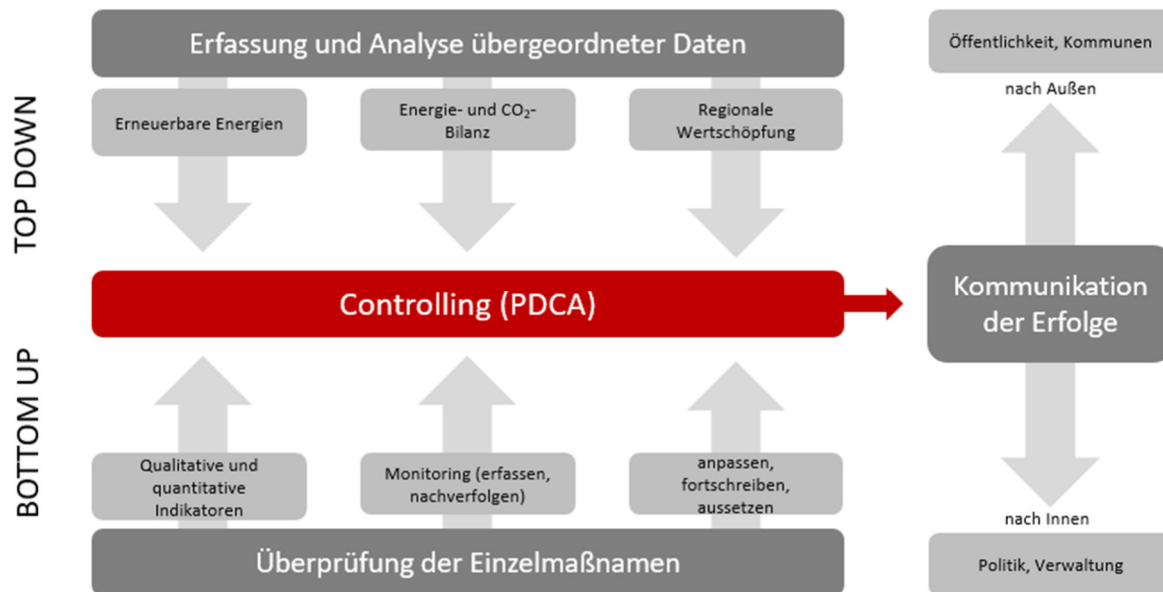 Erfassung und Analyse übergeordneter Daten
Erneuerbare Energien
Energie- und CO₂-
Bilanz
Regionale
Wertschöpfung
TOP DOWN
Controlling (PDCA)
BOTTOM UP
Qualitative und
quantitative
Indikatoren
Monitoring (erfassen,
nachverfolgen)
anpassen,
fortschreiben,
aussetzen
Überprüfung der Einzelmaßnamen
Öffentlichkeit, Kommunen
nach Außen
Kommunikation
der Erfolge
nach Innen
Politik, Verwaltung